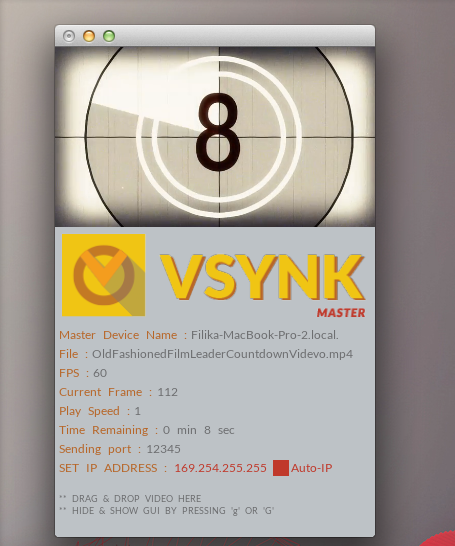 8
VSYNK
MASTER
Master Device Name : Filika-MacBook-Pro-2.local.
File : OldFashionedFilmLeaderCountdownVidevo.mp4
FPS : 60
Current Frame : 112
Play Speed : 1
Time Remaining : 0 min 8 sec
Sending port : 12345
SET IP ADDRESS : 169.254.255.255 Auto-IP
** DRAG & DROP VIDEO HERE
** HIDE & SHOW GUI BY PRESSING 'g' OR 'G'